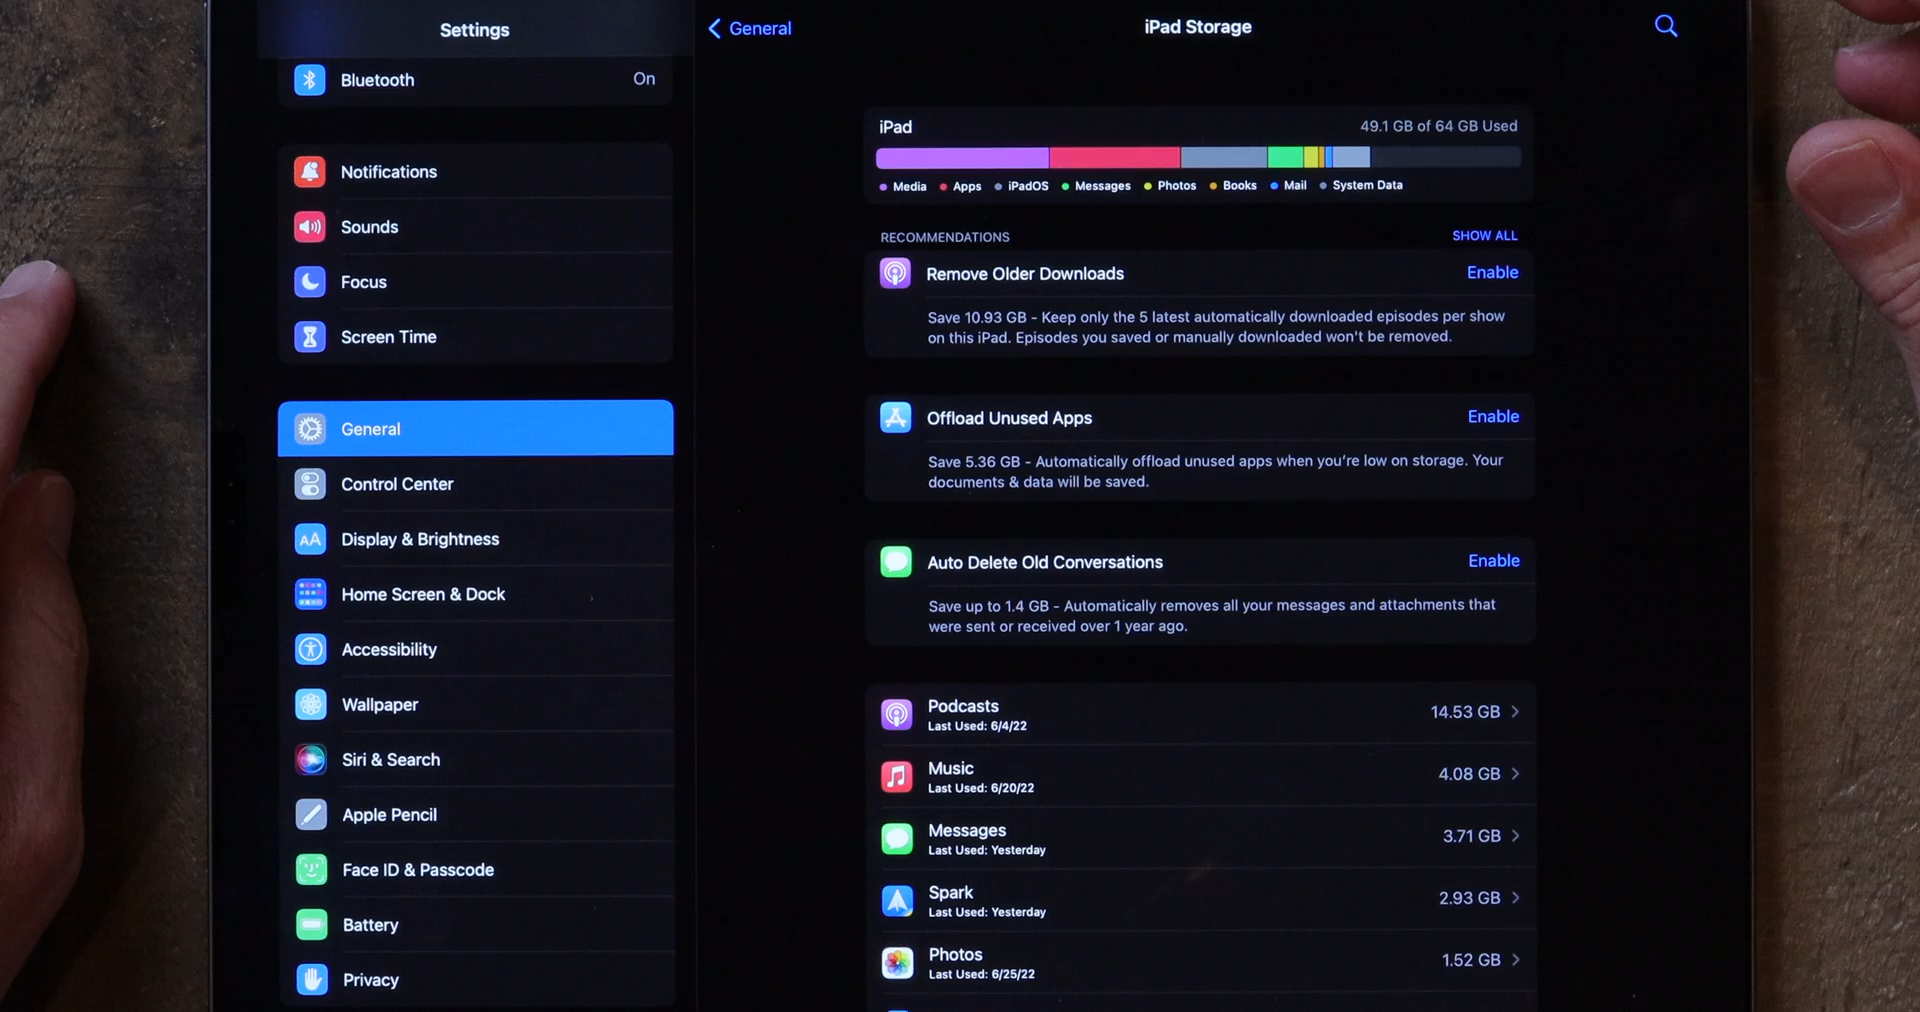 Settings
Bluetooth On
Notifications
Sounds
Focus
Screen Time
General
Control Center
AA Display & Brightness
Home Screen & Dock
Accessibility
Wallpaper
Siri & Search
Apple Pencil
Face ID & Passcode
Battery
Privacy
General
iPad Storage
iPad 49.1 GB of 64 GB Used
Media Apps iPadOS Messages Photos Books Mail System Data
RECOMMENDATIONS SHOW ALL
Remove Older Downloads Enable
Save 10.93 GB - Keep only the 5 latest automatically downloaded episodes per show
on this iPad. Episodes you saved or manually downloaded won't be removed.
Offload Unused Apps Enable
Save 5.36 GB - Automatically offload unused apps when you're low on storage. Your
documents & data will be saved.
Auto Delete Old Conversations Enable
Save up to 1.4 GB - Automatically removes all your messages and attachments that
were sent or received over 1 year ago.
Podcasts 14.53 GB
Last Used: 6/4/22
Music 4.08 GB
Last Used: 6/20/22
Messages 3.71 GB
Last Used: Yesterday
Spark 2.93 GB
Last Used: Yesterday
Photos 1.52 GB
Last Used: 6/25/22